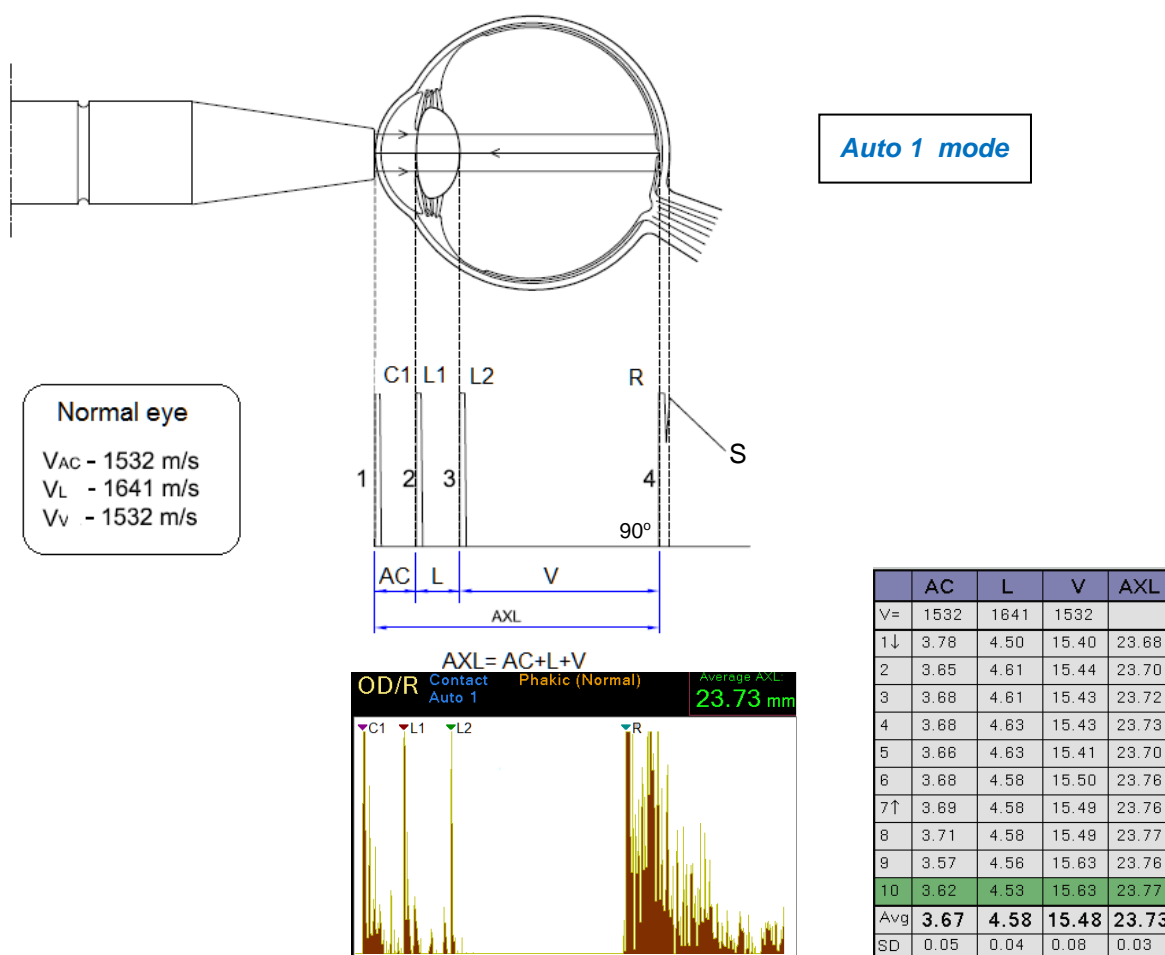 Auto 1 mode
Normal eye
VAC - 1532 m/s
VL - 1641 m/s
VV - 1532 m/s
C1 L1 L2 R
S
1 2 3 4
90º
AC L V
AXL
AXL= AC+L+V
OD/R Contact Phakic (Normal) Average AXL:
Auto 1 23.73 mm
C1 L1 L2 R
AC L V AXL
V= 1532 1641 1532
1↓ 3.78 4.50 15.40 23.68
2 3.65 4.61 15.44 23.70
3 3.68 4.61 15.43 23.72
4 3.68 4.63 15.43 23.73
5 3.66 4.63 15.41 23.70
6 3.68 4.58 15.50 23.76
7↑ 3.69 4.58 15.49 23.76
8 3.71 4.58 15.49 23.77
9 3.57 4.56 15.63 23.76
10 3.62 4.53 15.63 23.77
Avg 3.67 4.58 15.48 23.73
SD 0.05 0.04 0.08 0.03